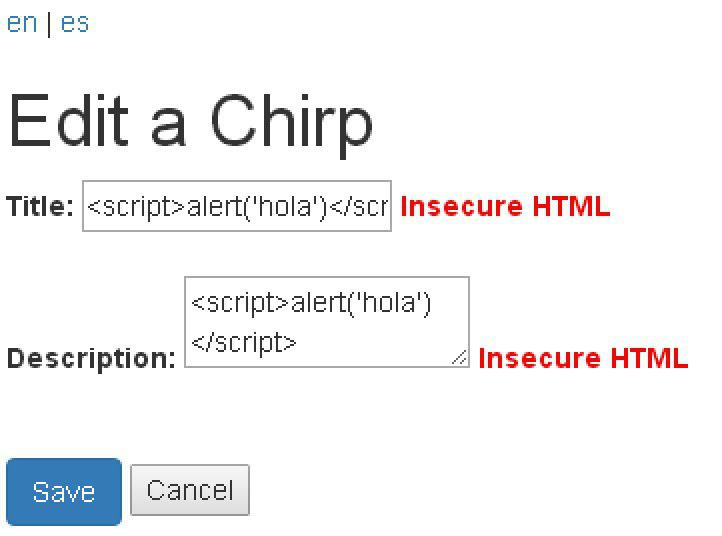 en | es
Edit a Chirp
Title: <script>alert('hola')</scr Insecure HTML
<script>alert('hola')
</script>
Description: Insecure HTML
Save Cancel